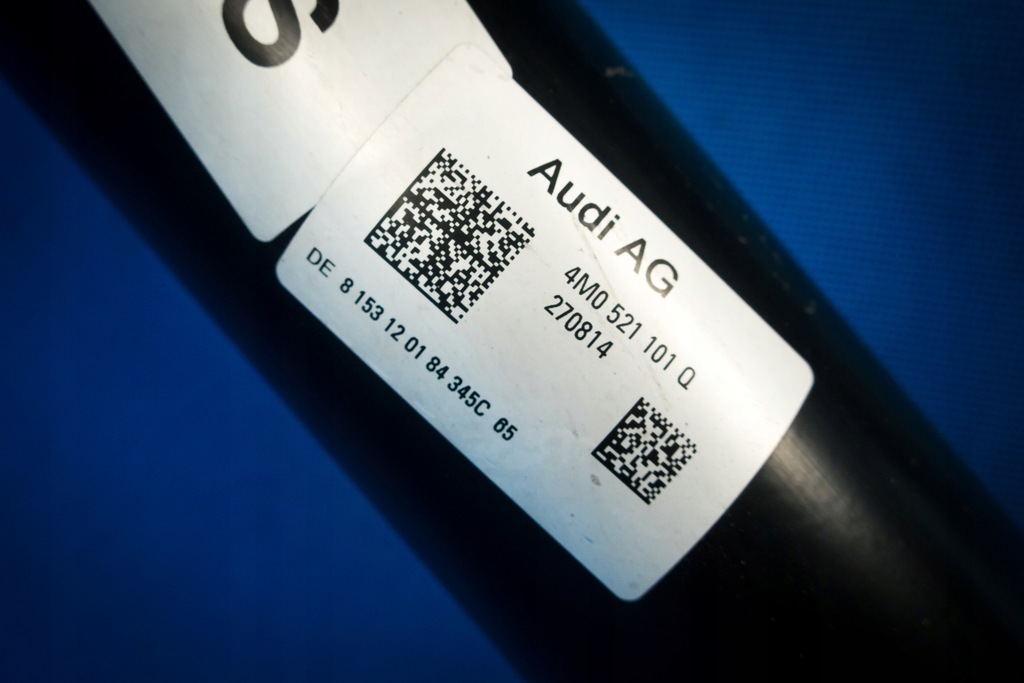 S
Audi AG
4M0 521 101 Q
270814
DE 8 153 12 01 84 345C 65